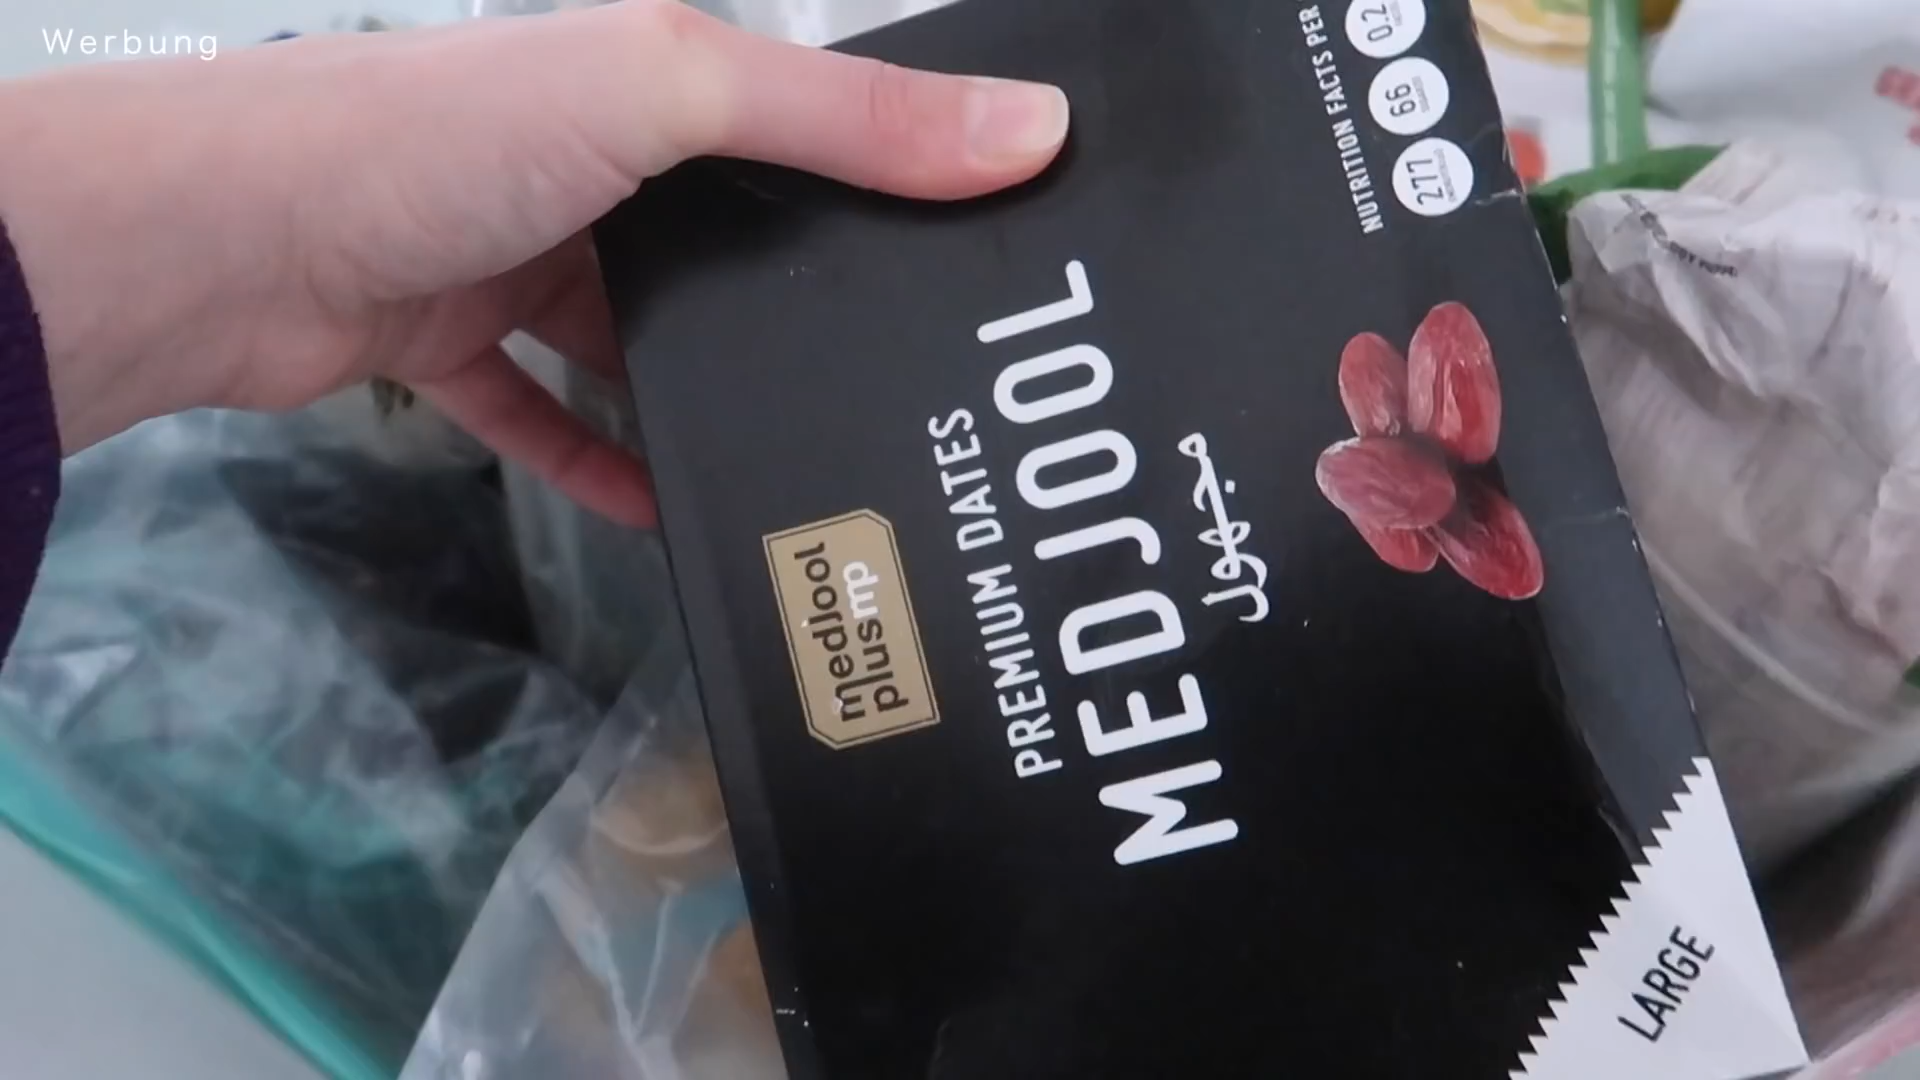 Werbung
medjool
plus mp
PREMIUM DATES
MEDJOOL
مجهول
NUTRITION FACTS PER
277
66
0.2
LARGE